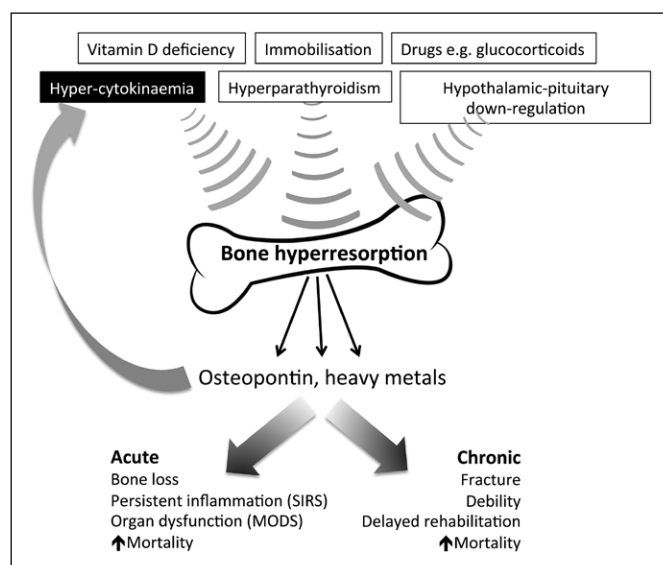 Vitamin D deficiency
Immobilisation
Drugs e.g. glucocorticoids
Hyper-cytokinaemia
Hyperparathyroidism
Hypothalamic-pituitary
down-regulation
Bone hyperresorption
Osteopontin, heavy metals
Acute
Bone loss
Persistent inflammation (SIRS)
Organ dysfunction (MODS)
↑Mortality
Chronic
Fracture
Debility
Delayed rehabilitation
↑Mortality